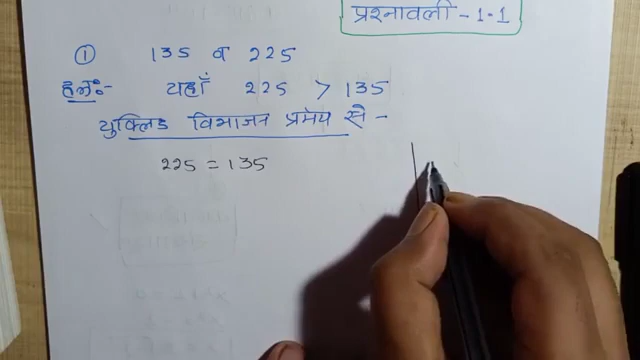 प्रश्नावली - 1.1
① 135 व 225
हल:- यहाँ 225 > 135
युक्लिड विभाजन प्रमेय से -
225 = 135